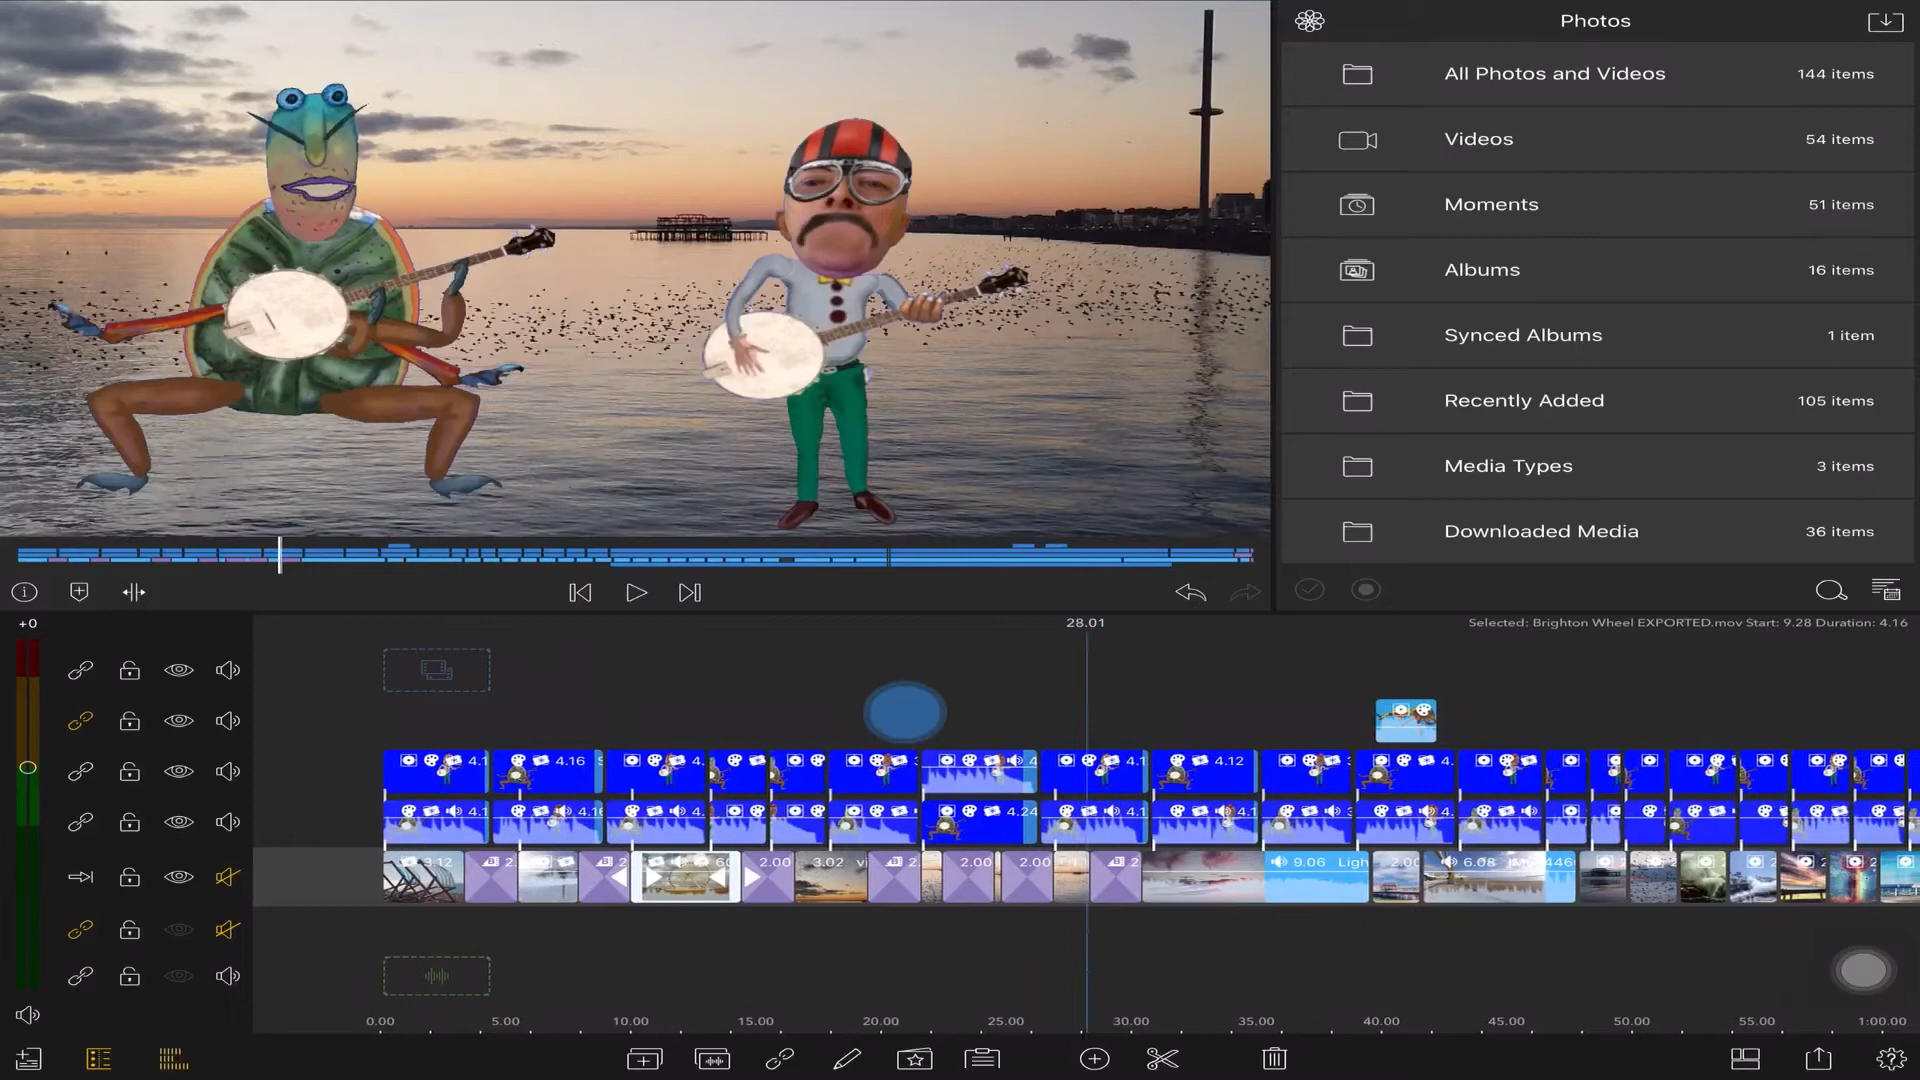 Photos
All Photos and Videos 144 items
Videos 54 items
Moments 51 items
Albums 16 items
Synced Albums 1 item
Recently Added 105 items
Media Types 3 items
Downloaded Media 36 items
+0
28.01
Selected: Brighton Wheel EXPORTED.mov Start: 9.28 Duration: 4.16
4.1 4.16 4. 4 4.1 4.12 4.
4.1 4.16 4. 4.24 4.1 4.1 4.
3.12 2. 2 60 2.00 3.02 vi 2. 2.00 2.00 2 9.06 Ligh 2.00 6.08 446
0.00 5.00 10.00 15.00 20.00 25.00 30.00 35.00 40.00 45.00 50.00 55.00 1:00.00